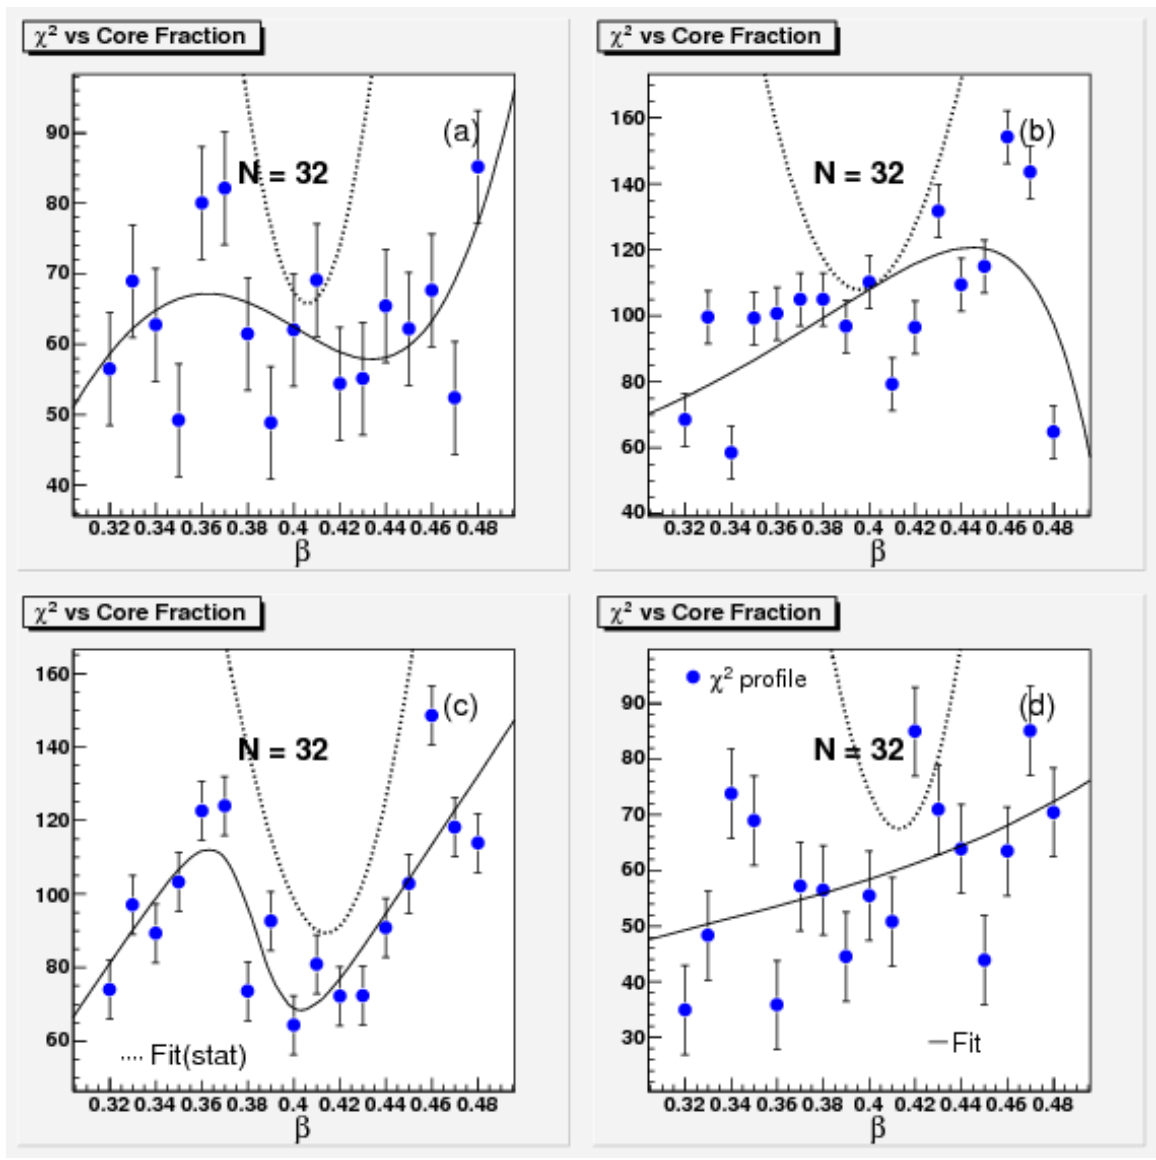 χ² vs Core Fraction
(a)
N = 32
90
80
70
60
50
40
0.32 0.34 0.36 0.38 0.4 0.42 0.44 0.46 0.48
β
χ² vs Core Fraction
(b)
N = 32
160
140
120
100
80
60
40
0.32 0.34 0.36 0.38 0.4 0.42 0.44 0.46 0.48
β
χ² vs Core Fraction
(c)
N = 32
160
140
120
100
80
60
Fit(stat)
0.32 0.34 0.36 0.38 0.4 0.42 0.44 0.46 0.48
β
χ² vs Core Fraction
χ² profile
(d)
N = 32
90
80
70
60
50
40
30
Fit
0.32 0.34 0.36 0.38 0.4 0.42 0.44 0.46 0.48
β